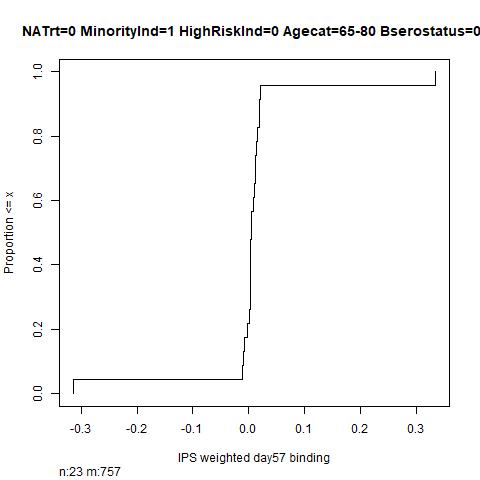 NATrt=0 MinorityInd=1 HighRiskInd=0 Agecat=65-80 Bserostatus=0
1.0
0.8
0.6
0.4
0.2
0.0
Proportion <= x
-0.3 -0.2 -0.1 0.0 0.1 0.2 0.3
IPS weighted day57 binding
n:23 m:757